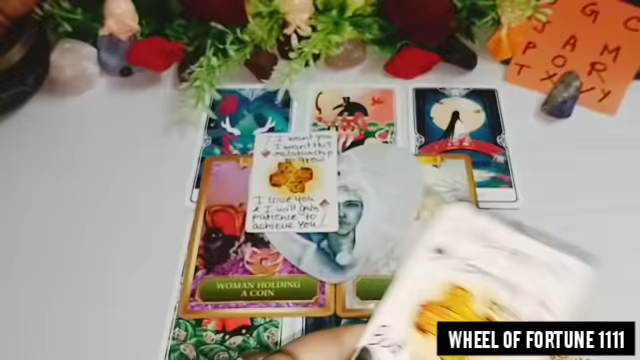 S G C
P A M
T O R
X V Y
I want you
I want this
relationship
to grow
I love you
& I will gain
patience to
achieve you
WOMAN HOLDING
A COIN
WHEEL OF FORTUNE 1111